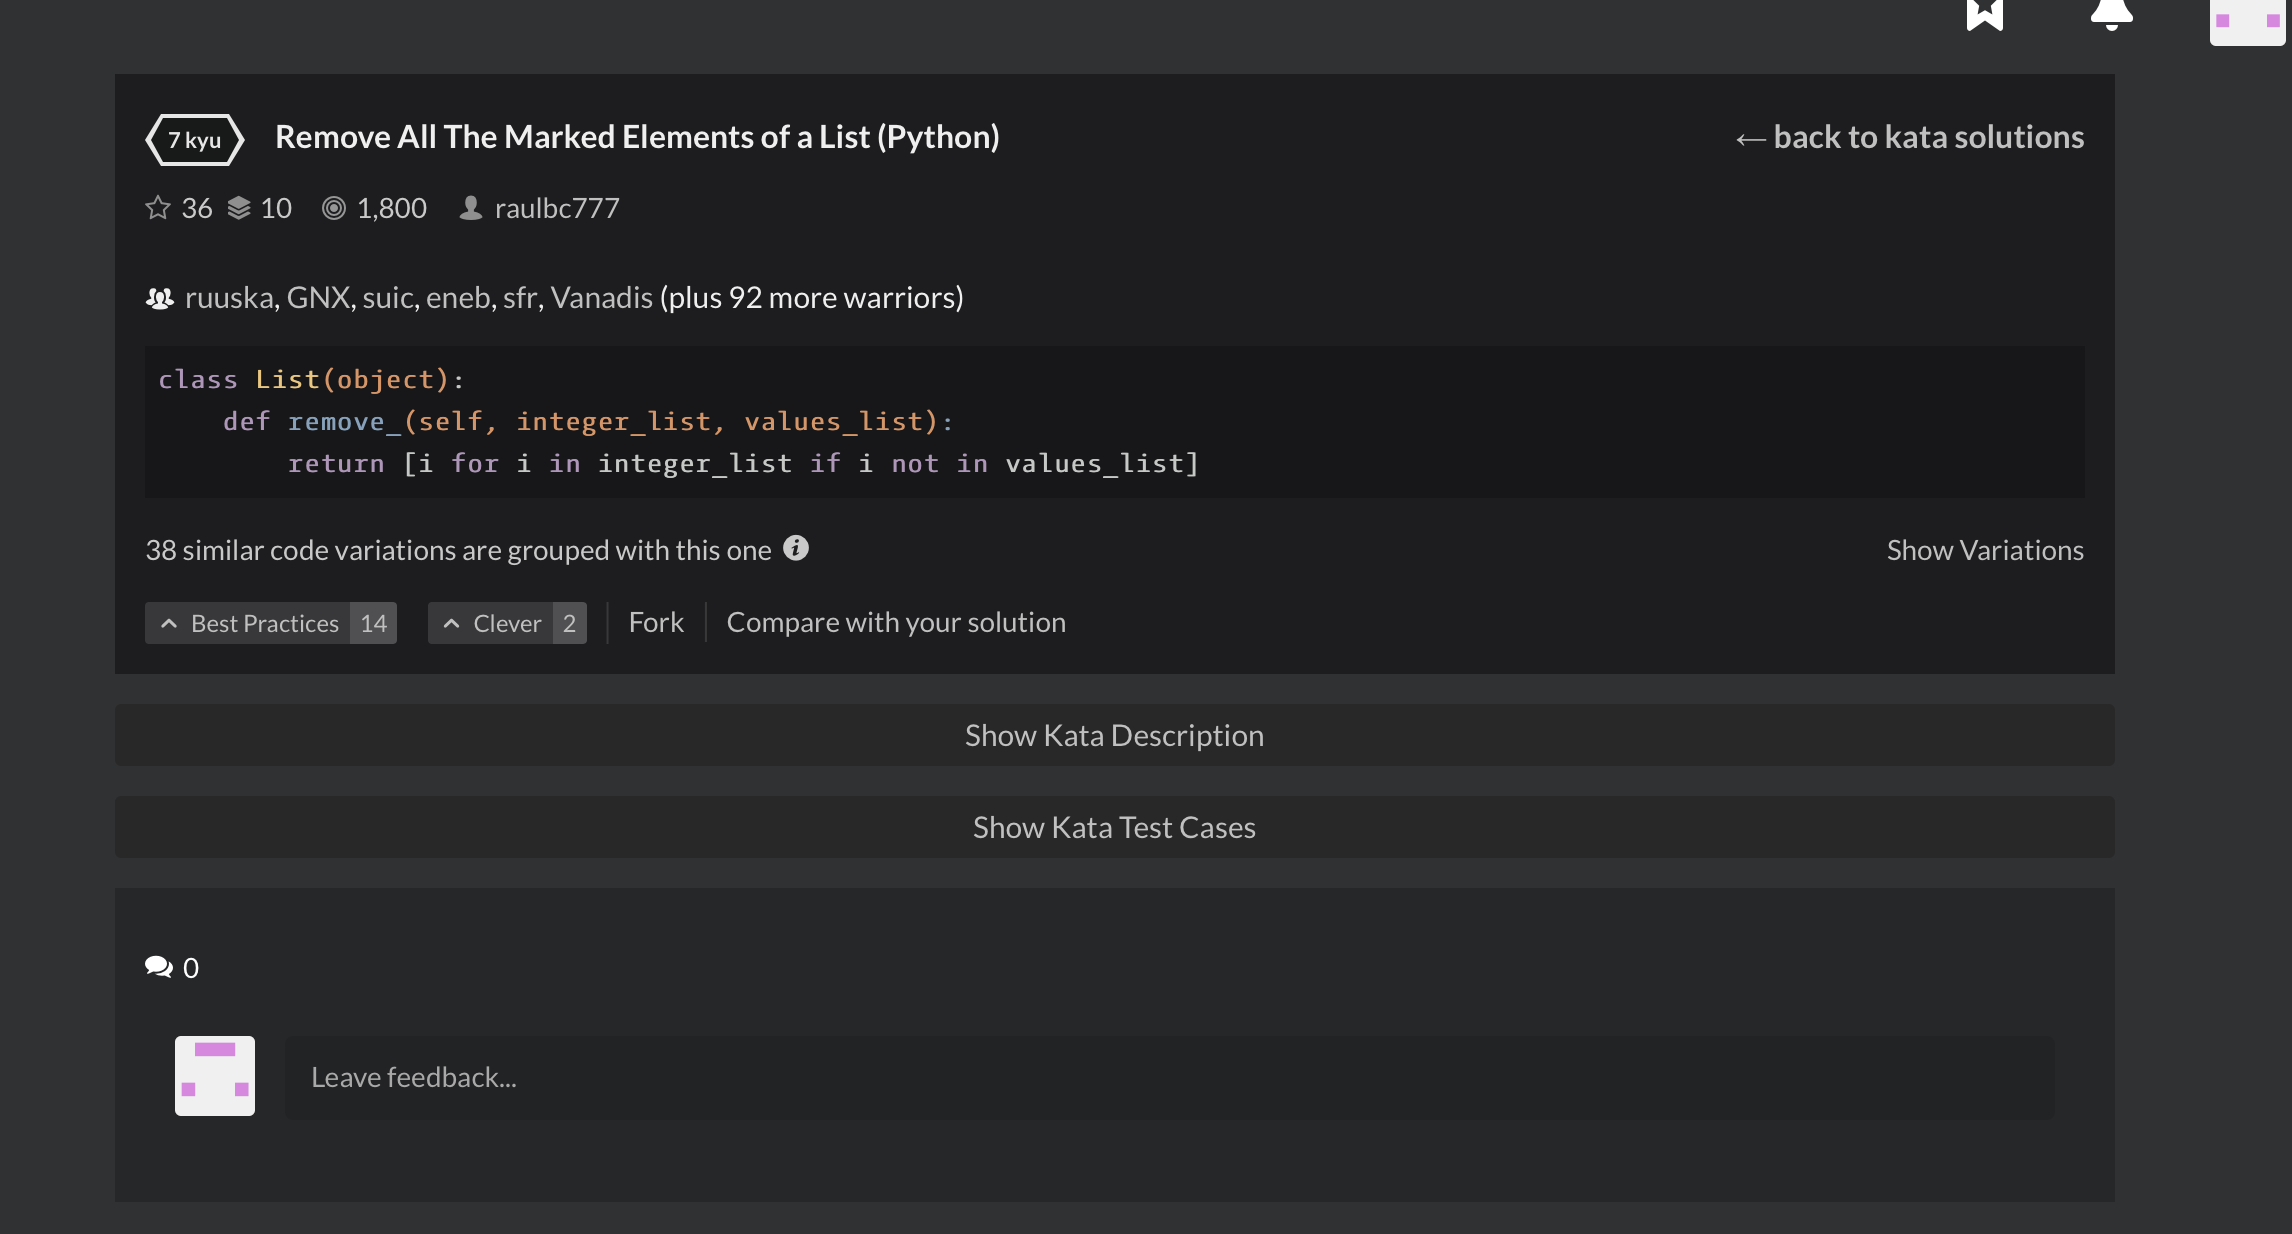 7 kyu Remove All The Marked Elements of a List (Python) ← back to kata solutions
36 10 1,800 raulbc777
ruuska, GNX, suic, eneb, sfr, Vanadis (plus 92 more warriors)
class List(object):
    def remove_(self, integer_list, values_list):
        return [i for i in integer_list if i not in values_list]
38 similar code variations are grouped with this one Show Variations
Best Practices 14 Clever 2 Fork Compare with your solution
Show Kata Description
Show Kata Test Cases
0
Leave feedback...